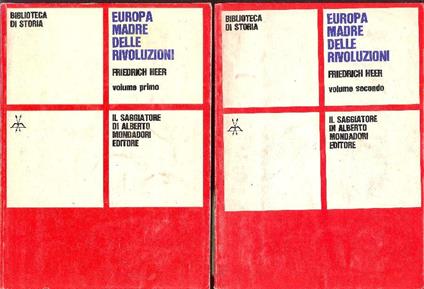 BIBLIOTECA
DI STORIA
EUROPA
MADRE
DELLE
RIVOLUZIONI
FRIEDRICH HEER
volume primo
IL SAGGIATORE
DI ALBERTO
MONDADORI
EDITORE
BIBLIOTECA
DI STORIA
EUROPA
MADRE
DELLE
RIVOLUZIONI
FRIEDRICH HEER
volume secondo
IL SAGGIATORE
DI ALBERTO
MONDADORI
EDITORE